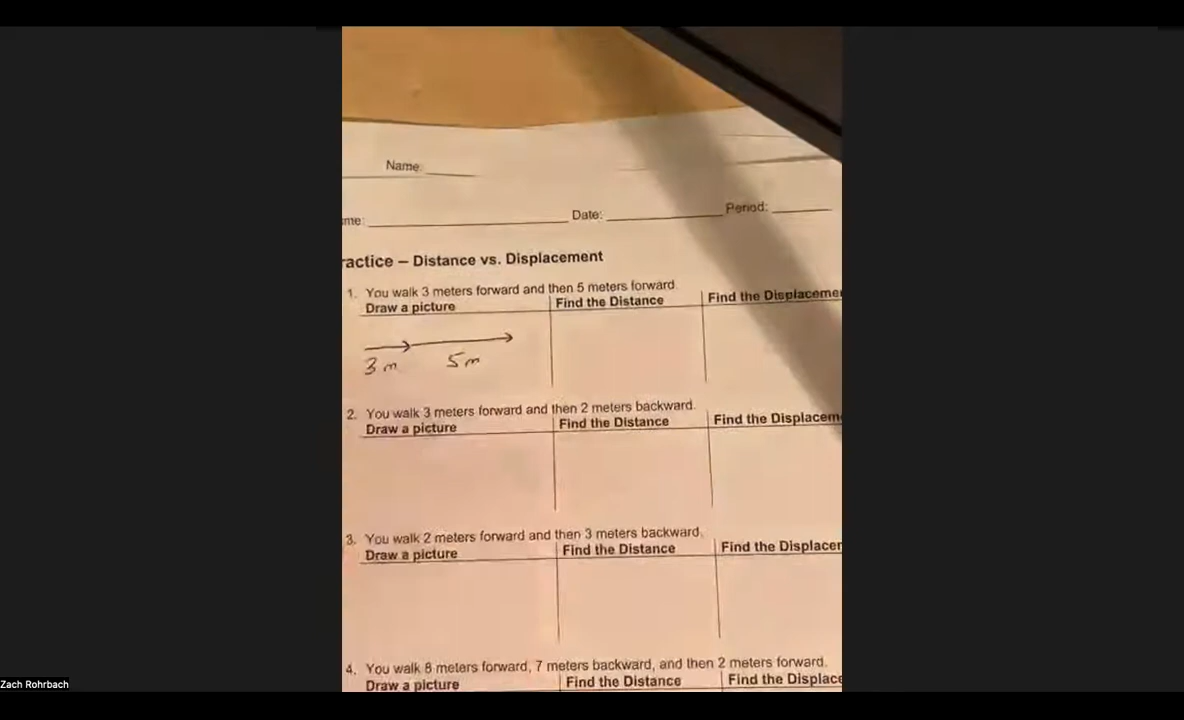 Name:
me: Date: Period:
ractice – Distance vs. Displacement
1. You walk 3 meters forward and then 5 meters forward.
Draw a picture Find the Distance Find the Displaceme
3 m 5 m
2. You walk 3 meters forward and then 2 meters backward.
Draw a picture Find the Distance Find the Displacem
3. You walk 2 meters forward and then 3 meters backward.
Draw a picture Find the Distance Find the Displacer
4. You walk 8 meters forward, 7 meters backward, and then 2 meters forward.
Draw a picture Find the Distance Find the Displace
Zach Rohrbach